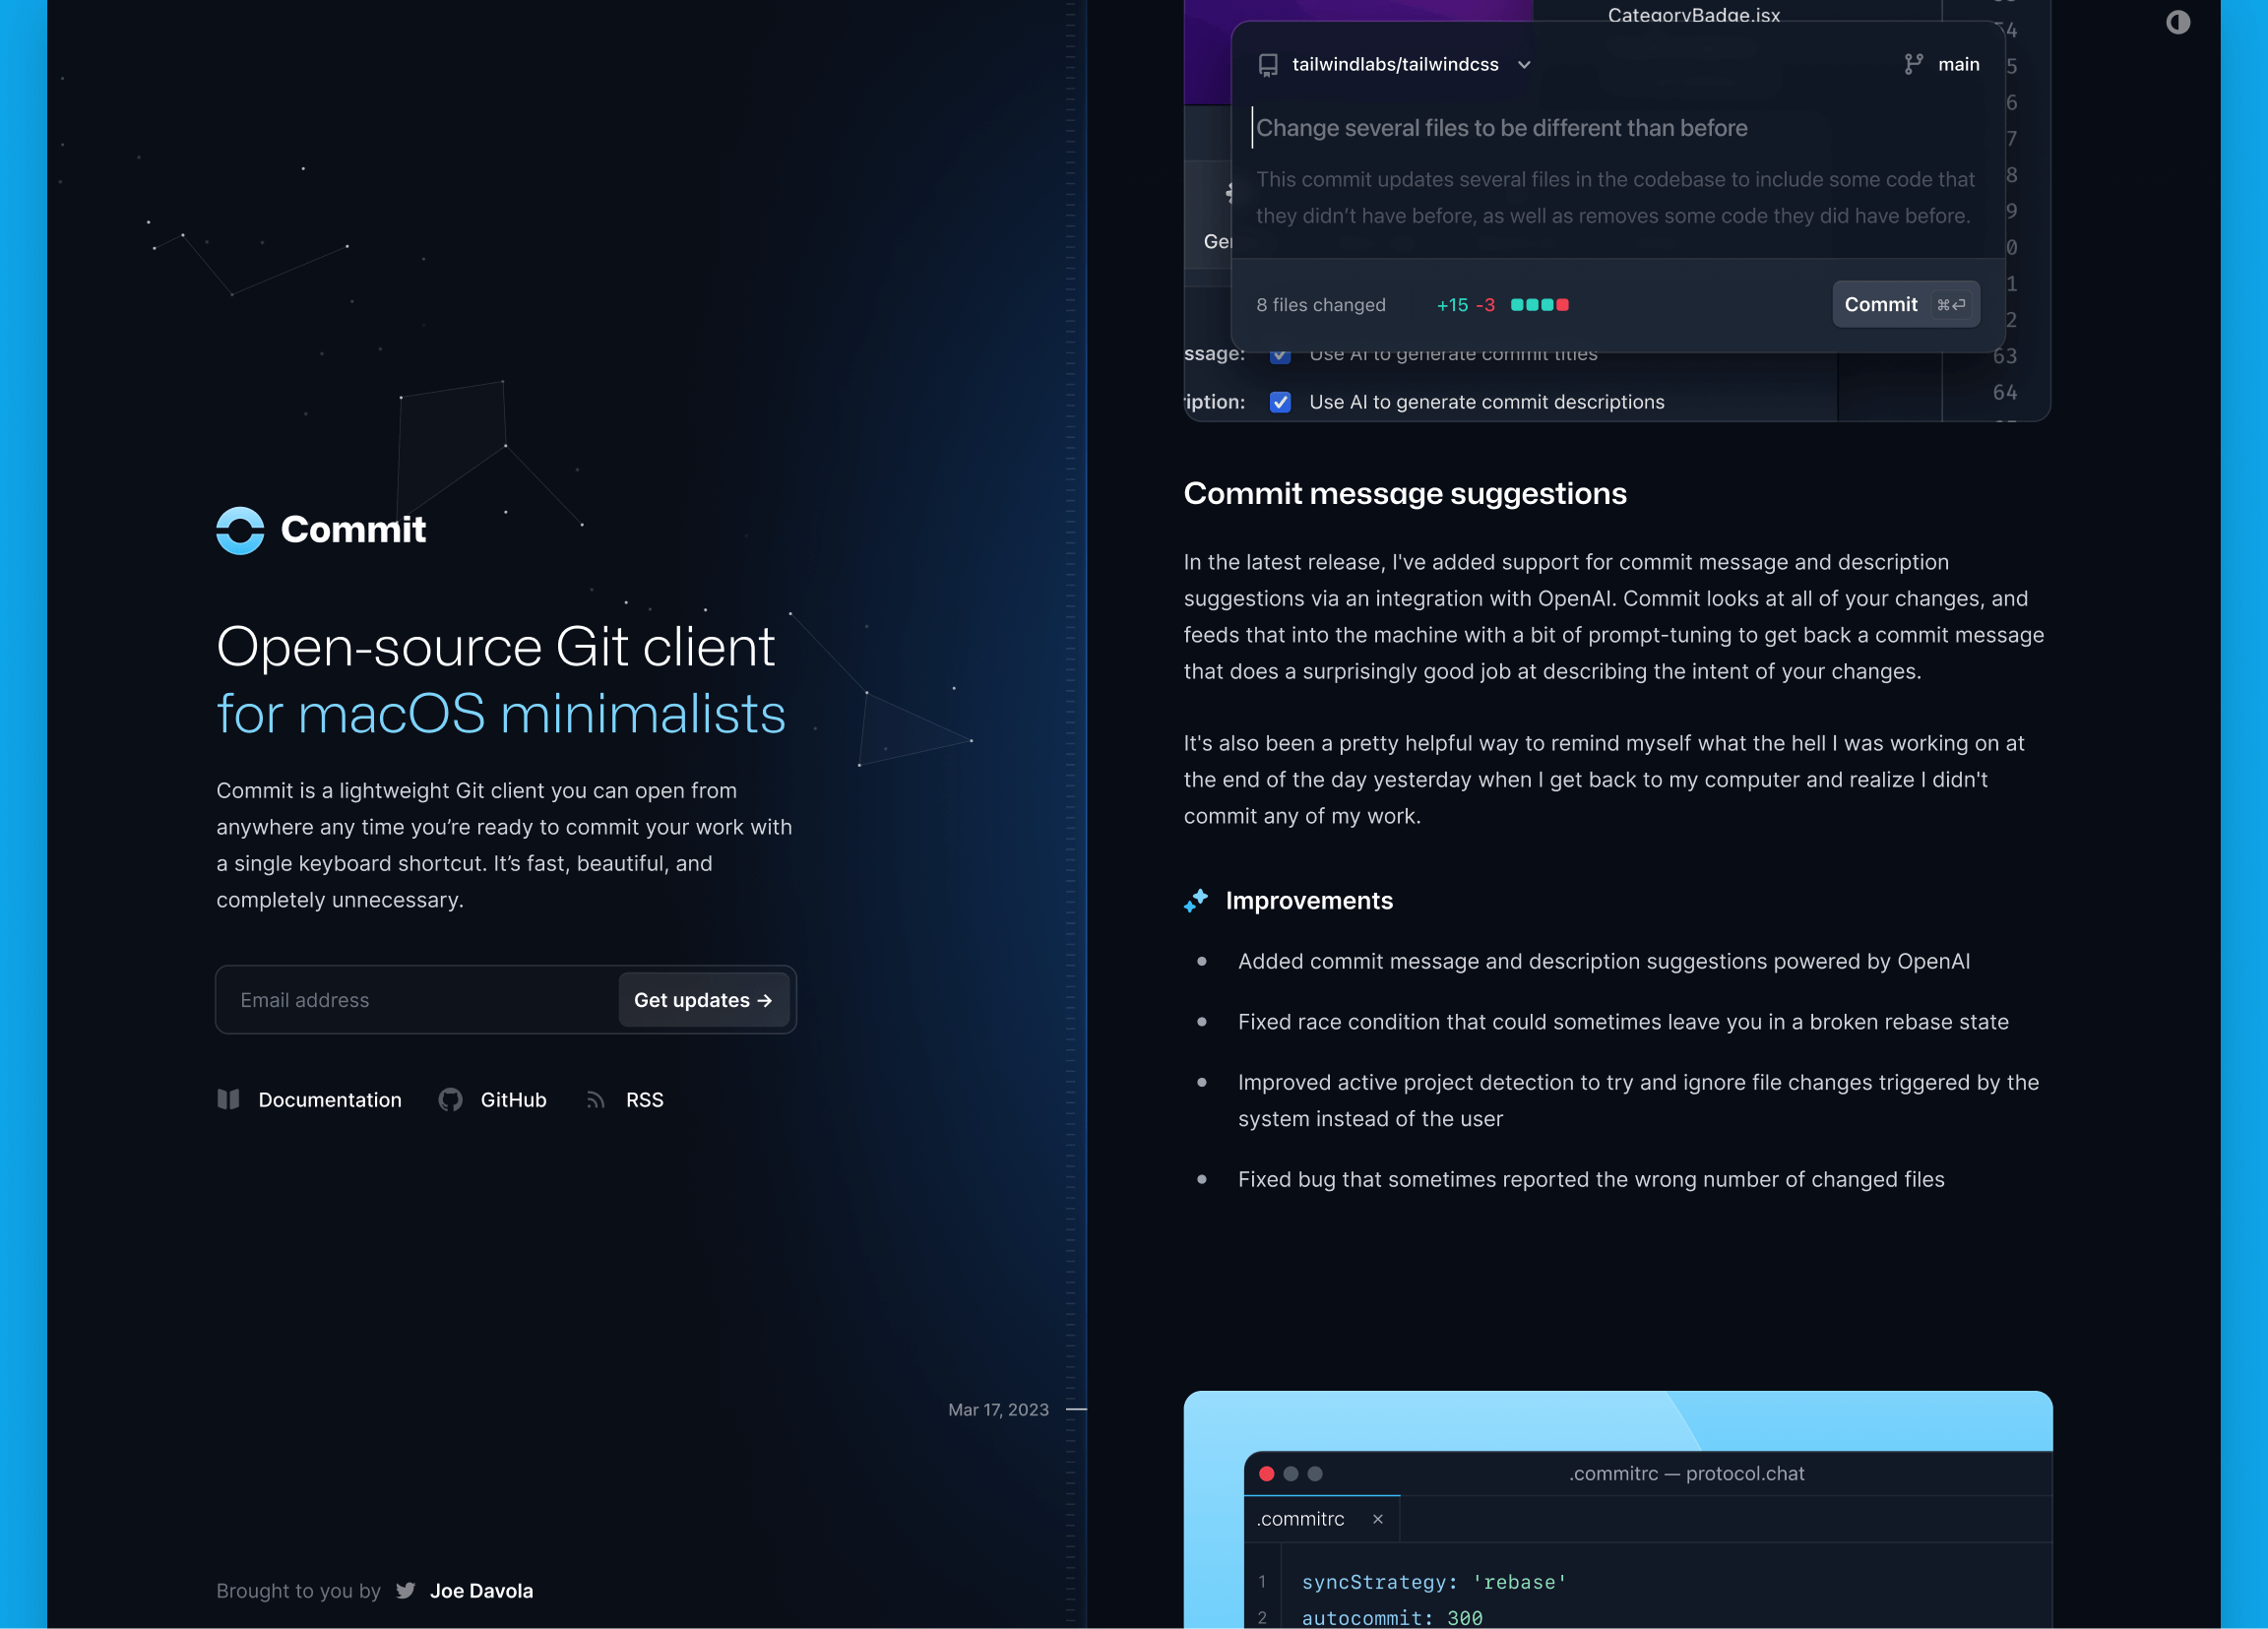 Commit
Open-source Git client
for macOS minimalists
Commit is a lightweight Git client you can open from
anywhere any time you’re ready to commit your work with
a single keyboard shortcut. It’s fast, beautiful, and
completely unnecessary.
Email address
Get updates →
Documentation
GitHub
RSS
Mar 17, 2023
Brought to you by Joe Davola
CategoryBadge.jsx
tailwindlabs/tailwindcss
main
Change several files to be different than before
This commit updates several files in the codebase to include some code that
they didn’t have before, as well as removes some code they did have before.
8 files changed
+15 -3
Commit ⌘↩
ssage: Use AI to generate commit titles
63
iption: Use AI to generate commit descriptions
64
Commit message suggestions
In the latest release, I've added support for commit message and description
suggestions via an integration with OpenAI. Commit looks at all of your changes, and
feeds that into the machine with a bit of prompt-tuning to get back a commit message
that does a surprisingly good job at describing the intent of your changes.
It's also been a pretty helpful way to remind myself what the hell I was working on at
the end of the day yesterday when I get back to my computer and realize I didn't
commit any of my work.
Improvements
Added commit message and description suggestions powered by OpenAI
Fixed race condition that could sometimes leave you in a broken rebase state
Improved active project detection to try and ignore file changes triggered by the
system instead of the user
Fixed bug that sometimes reported the wrong number of changed files
.commitrc — protocol.chat
.commitrc ×
1 syncStrategy: 'rebase'
2 autocommit: 300